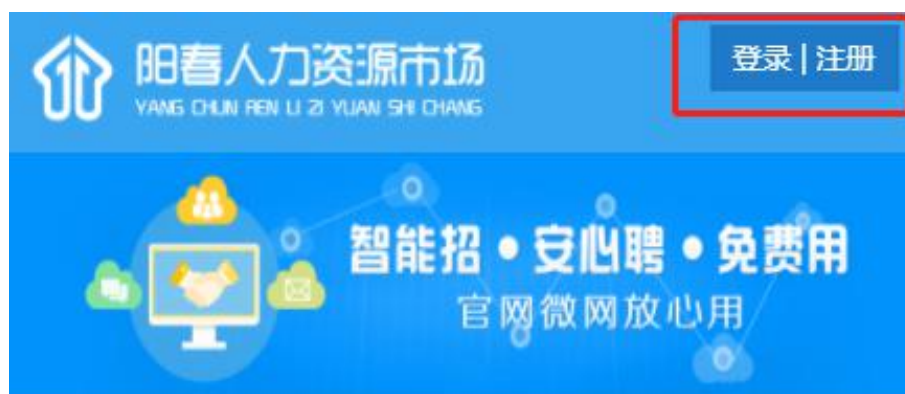 阳春人力资源市场
YANG CHUN REN LI ZI YUAN SHI CHANG
登录 | 注册
智能招 • 安心聘 • 免费用
官网微网放心用